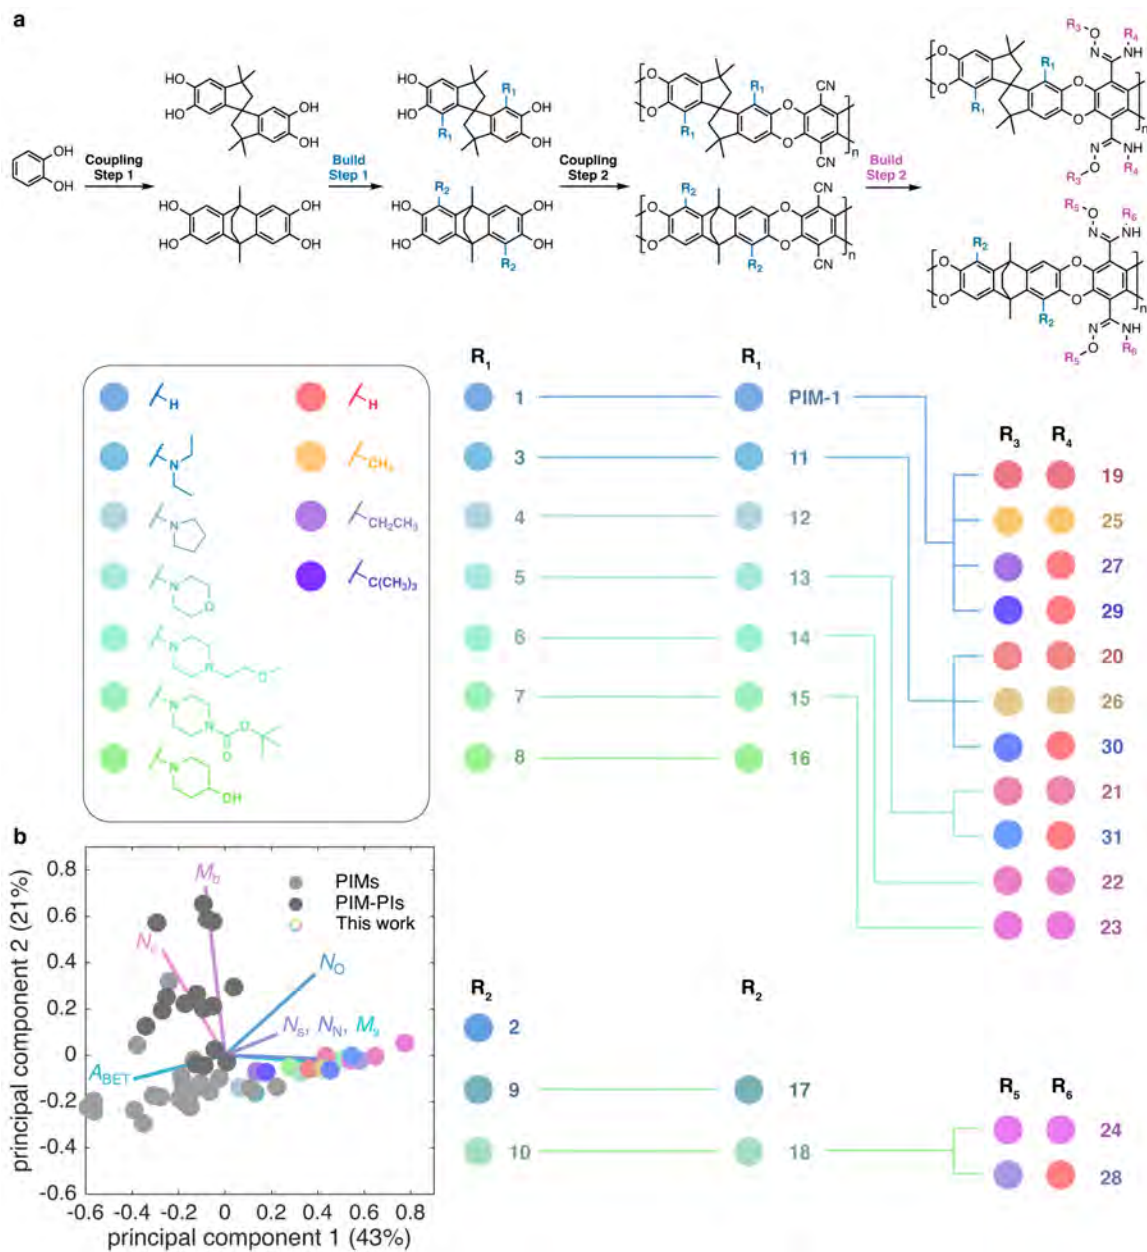 a
R₃
O
N
R₄
NH
HO
HO
OH
OH
HO
HO
R₁
R₁
OH
OH
O
O
R₁
R₁
O
O
CN
CN
n
O
O
R₁
R₁
O
O
n
N
O
R₃
NH
R₄
OH
OH
Coupling
Step 1
Build
Step 1
Coupling
Step 2
Build
Step 2
HO
HO
OH
OH
HO
HO
R₂
R₂
OH
OH
O
O
R₂
R₂
O
O
CN
CN
n
R₅
O
N
R₆
NH
O
O
R₂
R₂
O
O
n
N
O
R₅
NH
R₆
H
N
N
N
O
N
N
O
N
N
O
O
N
OH
H
CH₃
CH₂CH₃
C(CH₃)₃
R₁
1
3
4
5
6
7
8
R₁
PIM-1
11
12
13
14
15
16
R₃ R₄
19
25
27
29
20
26
30
21
31
22
23
b
principal component 2 (21%)
0.8
0.6
0.4
0.2
0
-0.2
-0.4
-0.6
-0.6 -0.4 -0.2 0 0.2 0.4 0.6 0.8
principal component 1 (43%)
PIMs
PIM-PIs
This work
N_O
N_s, N_N, M_s
A_BET
R₂
2
9
10
R₂
17
18
R₅ R₆
24
28